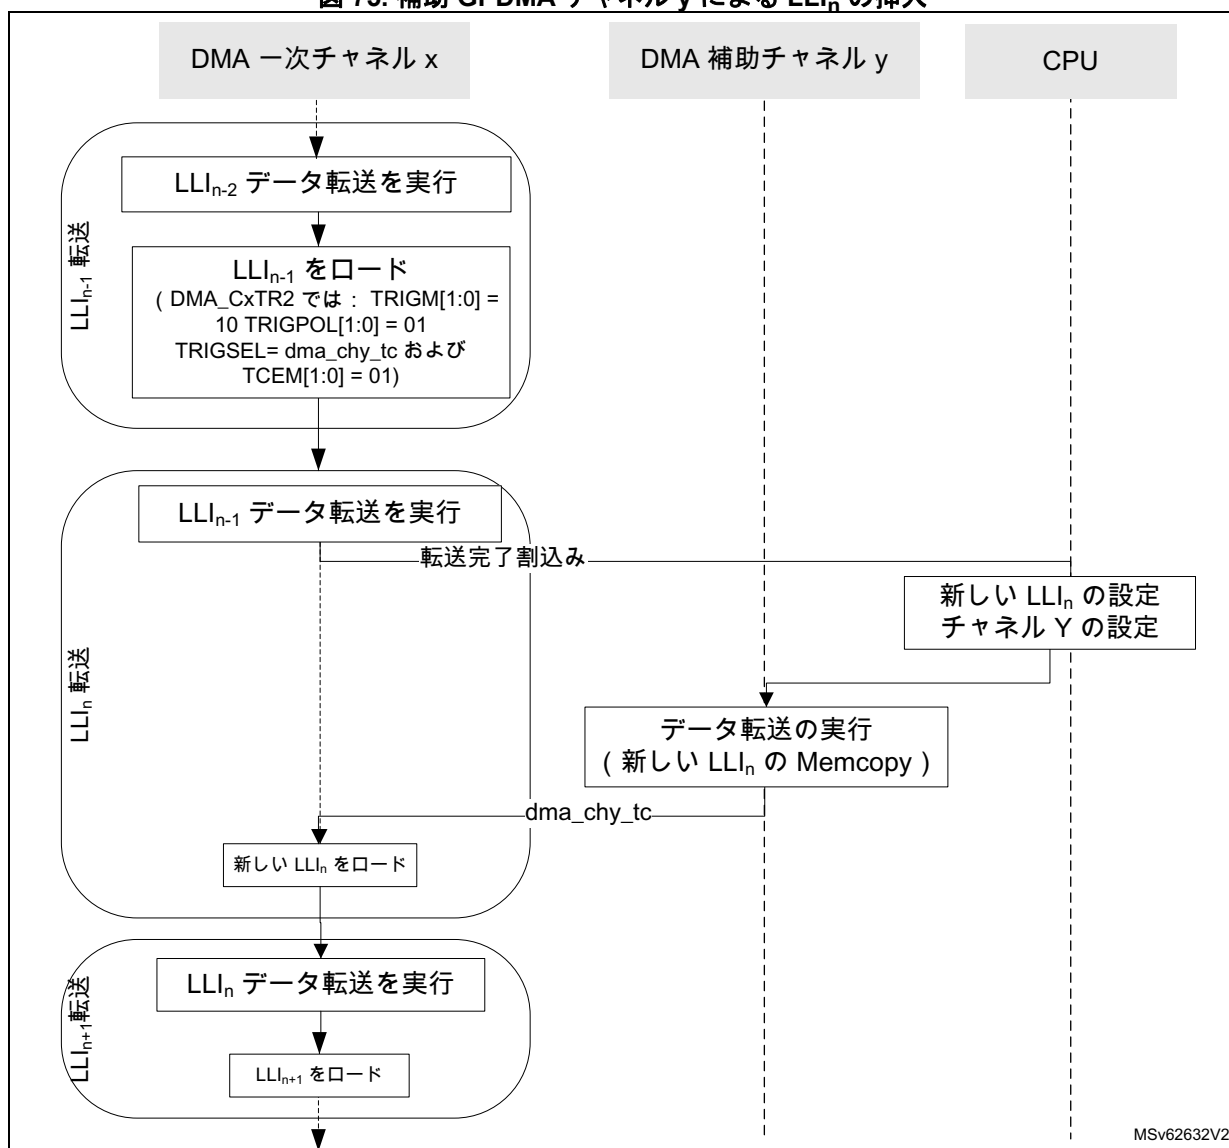 DMA 一次チャネル x
DMA 補助チャネル y
CPU
LLIn-1 転送
LLIn-2 データ転送を実行
LLIn-1 をロード
( DMA_CxTR2 では : TRIGM[1:0] =
10 TRIGPOL[1:0] = 01
TRIGSEL= dma_chy_tc および
TCEM[1:0] = 01)
LLIn 転送
LLIn-1 データ転送を実行
転送完了割込み
新しい LLIn の設定
チャネル Y の設定
データ転送の実行
( 新しい LLIn の Memcopy )
dma_chy_tc
新しい LLIn をロード
LLIn+1転送
LLIn データ転送を実行
LLIn+1 をロード
MSv62632V2